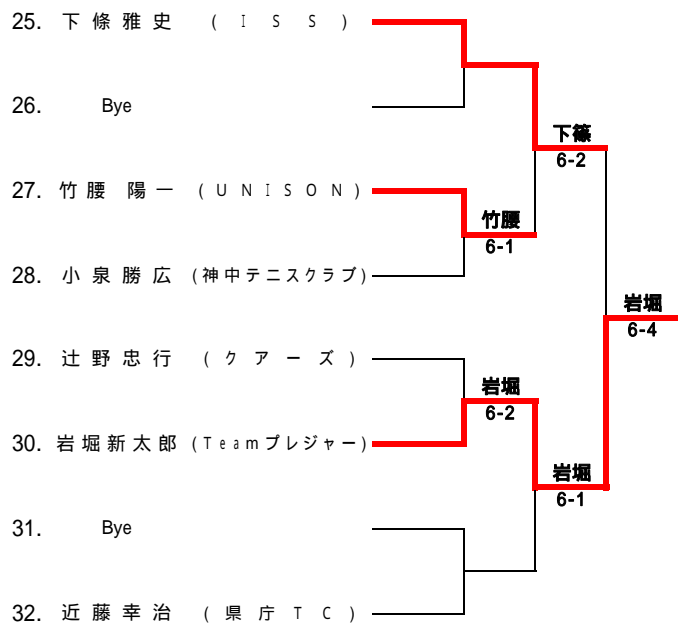 25. 下條雅史 (ISS)
26. Bye
下篠
6-2
27. 竹腰 陽一 (UNISON)
竹腰
6-1
28. 小泉勝広 (神中テニスクラブ)
岩堀
6-4
29. 辻野忠行 (クアーズ)
岩堀
6-2
30. 岩堀新太郎 (Teamプレジャー)
岩堀
6-1
31. Bye
32. 近藤幸治 (県庁TC)